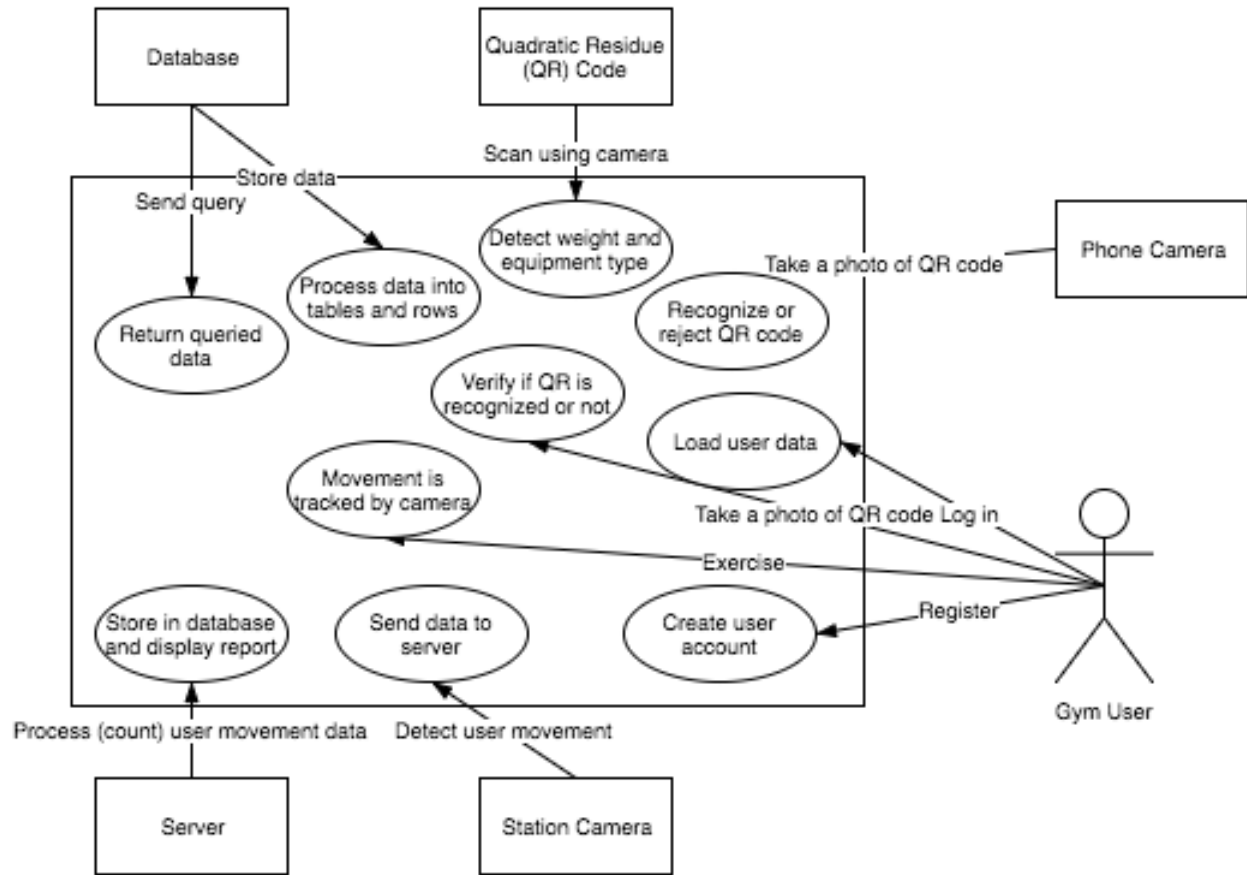 Database
Quadratic Residue
(QR) Code
Scan using camera
Store data
Send query
Detect weight and
equipment type
Phone Camera
Take a photo of QR code
Process data into
tables and rows
Recognize or
reject QR code
Return queried
data
Verify if QR is
recognized or not
Load user data
Movement is
tracked by camera
Take a photo of QR code
Log in
Exercise
Register
Store in database
and display report
Send data to
server
Create user
account
Gym User
Process (count) user movement data
Detect user movement
Server
Station Camera